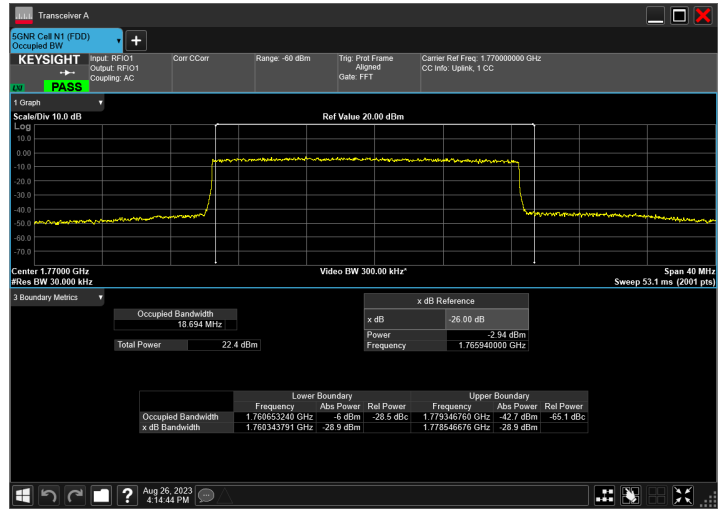 Transceiver A
5GNR Cell N1 (FDD)
Occupied BW
KEYSIGHT
LXI
PASS
Input: RFIO1
Output: RFIO1
Coupling: AC
Corr CCorr
Range: -60 dBm
Trig: Prot Frame
Aligned
Gate: FFT
Carrier Ref Freq: 1.770000000 GHz
CC Info: Uplink, 1 CC
1 Graph
Scale/Div 10.0 dB
Ref Value 20.00 dBm
Log
10.0
0.00
-10.0
-20.0
-30.0
-40.0
-50.0
-60.0
-70.0
Center 1.77000 GHz
Video BW 300.00 kHz*
Span 40 MHz
#Res BW 30.000 kHz
Sweep 53.1 ms (2001 pts)
3 Boundary Metrics
Occupied Bandwidth
18.694 MHz
Total Power 22.4 dBm
x dB Reference
x dB -26.00 dB
Power -2.94 dBm
Frequency 1.765940000 GHz
Lower Boundary Upper Boundary
Frequency Abs Power Rel Power Frequency Abs Power Rel Power
Occupied Bandwidth 1.760653240 GHz -6 dBm -28.5 dBc 1.779346760 GHz -42.7 dBm -65.1 dBc
x dB Bandwidth 1.760343791 GHz -28.9 dBm 1.778546676 GHz -28.9 dBm
Aug 26, 2023
4:14:44 PM